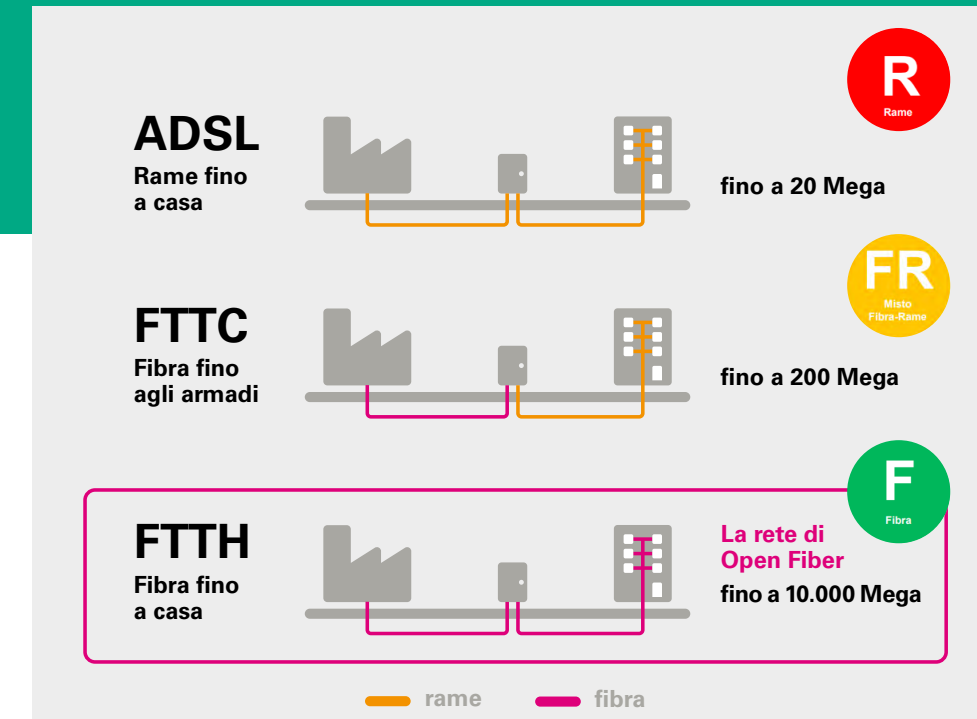 R
Rame
ADSL
Rame fino
a casa
fino a 20 Mega
FR
Misto
Fibra-Rame
FTTC
Fibra fino
agli armadi
fino a 200 Mega
F
Fibra
FTTH
Fibra fino
a casa
La rete di
Open Fiber
fino a 10.000 Mega
rame
fibra